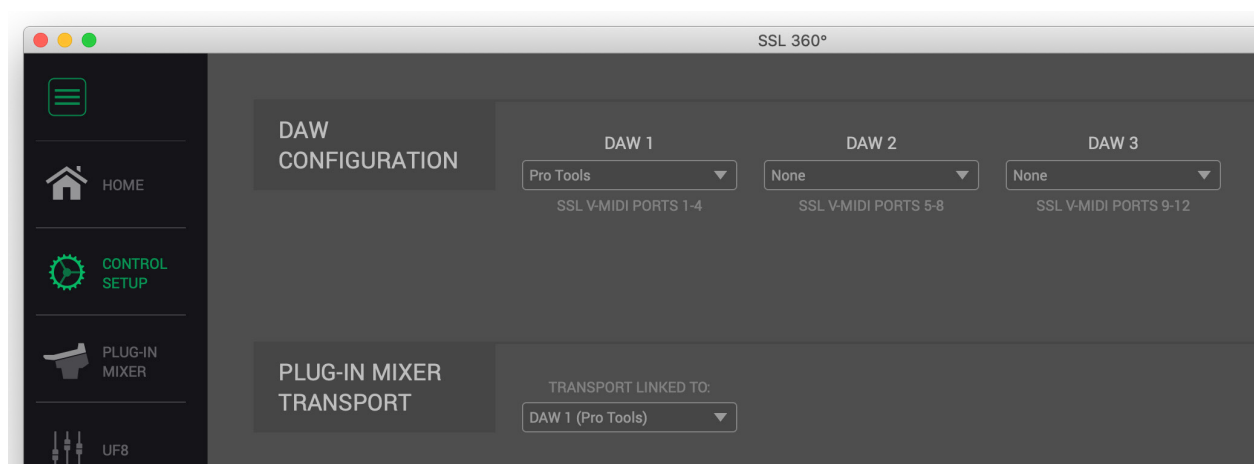 SSL 360°
HOME
CONTROL
SETUP
PLUG-IN
MIXER
UF8
DAW
CONFIGURATION
DAW 1
DAW 2
DAW 3
Pro Tools
None
None
SSL V-MIDI PORTS 1-4
SSL V-MIDI PORTS 5-8
SSL V-MIDI PORTS 9-12
PLUG-IN MIXER
TRANSPORT
TRANSPORT LINKED TO:
DAW 1 (Pro Tools)